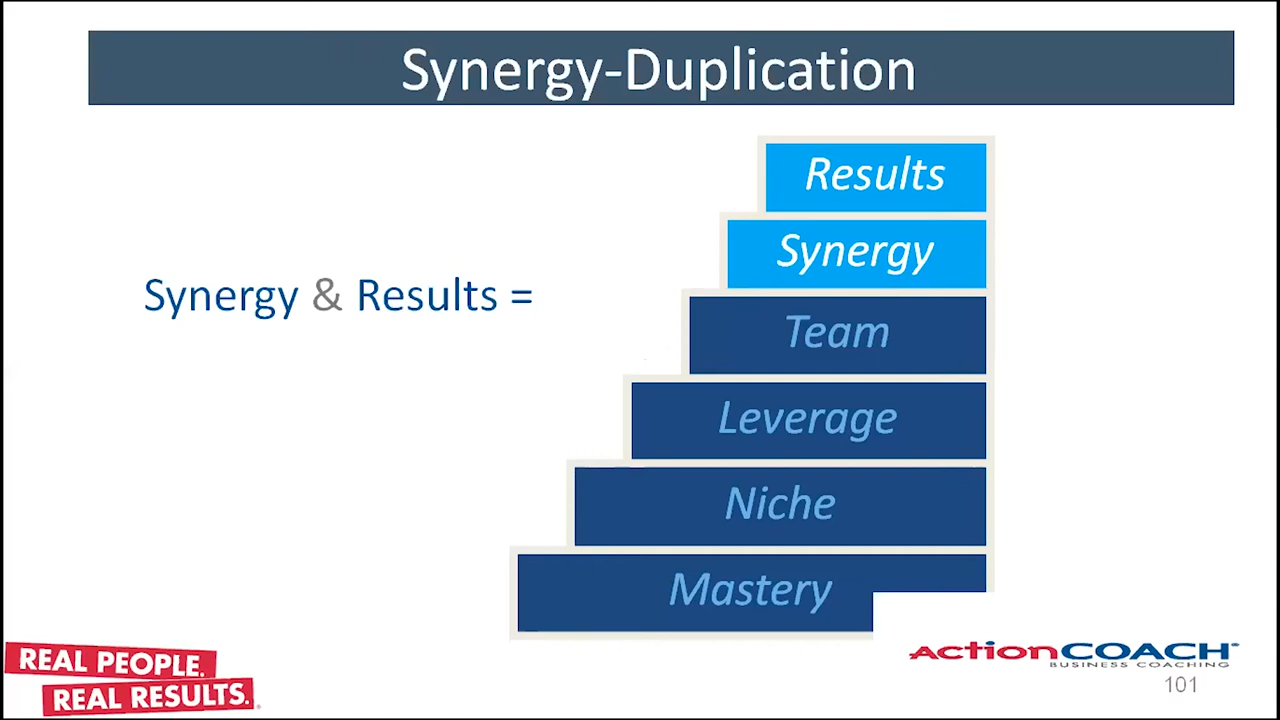 Synergy-Duplication
Results
Synergy
Synergy & Results =
Team
Leverage
Niche
Mastery
REAL PEOPLE.
REAL RESULTS.®
ActionCOACH®
BUSINESS COACHING
101